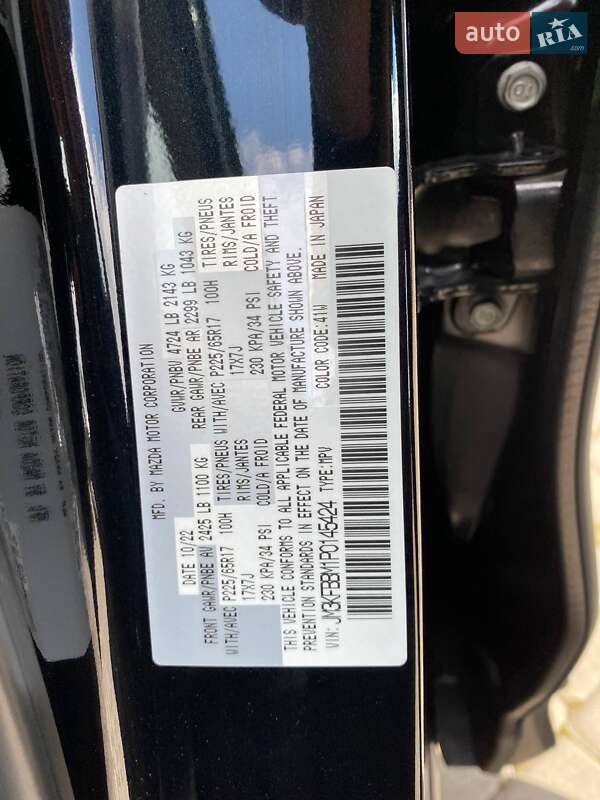 auto RIA.com
10
MFD. BY MAZDA MOTOR CORPORATION
DATE 10/22 GVWR/PNBV 4724 LB 2143 KG
FRONT GAWR/PNBE AV 2425 LB 1100 KG REAR GAWR/PNBE AR 2299 LB 1043 KG
WITH/AVEC P225/65R17 100H TIRES/PNEUS WITH/AVEC P225/65R17 100H TIRES/PNEUS
17X7J RIMS/JANTES 17X7J RIMS/JANTES
230 KPA/34 PSI COLD/A FROID 230 KPA/34 PSI COLD/A FROID
THIS VEHICLE CONFORMS TO ALL APPLICABLE FEDERAL MOTOR VEHICLE SAFETY AND THEFT
PREVENTION STANDARDS IN EFFECT ON THE DATE OF MANUFACTURE SHOWN ABOVE.
VIN: JM3KFBBM1P0145424 TYPE:MPV COLOR CODE:41W MADE IN JAPAN